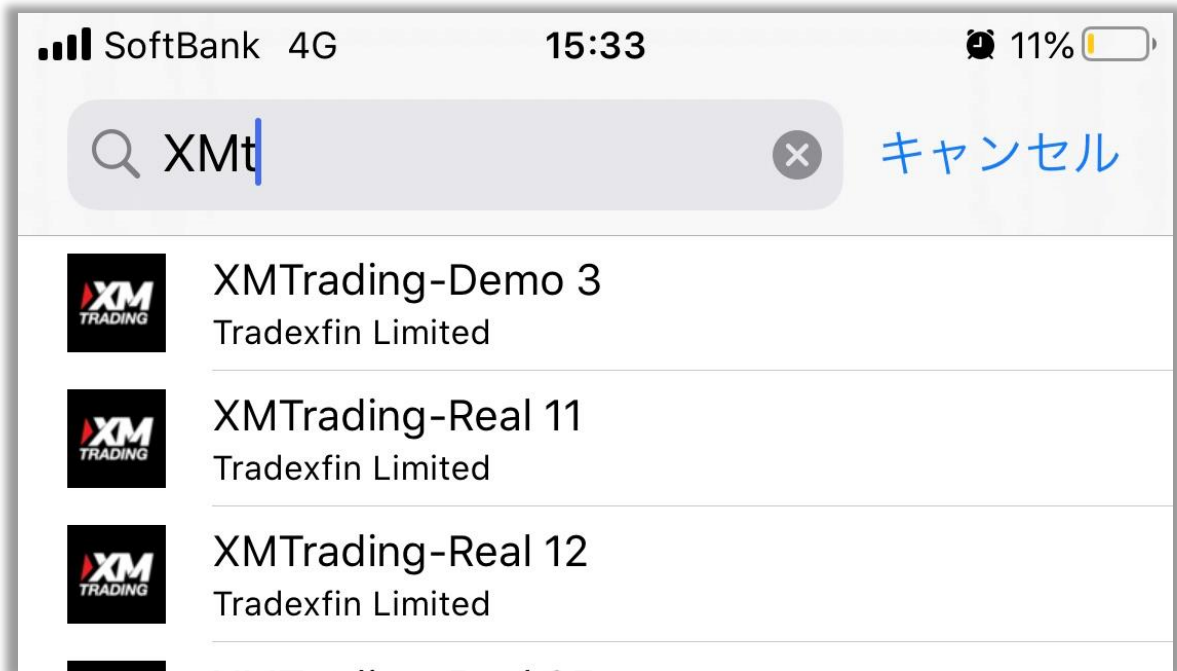 SoftBank 4G 15:33 11%
XMt キャンセル
XM
TRADING
XMTrading-Demo 3
Tradexfin Limited
XM
TRADING
XMTrading-Real 11
Tradexfin Limited
XM
TRADING
XMTrading-Real 12
Tradexfin Limited